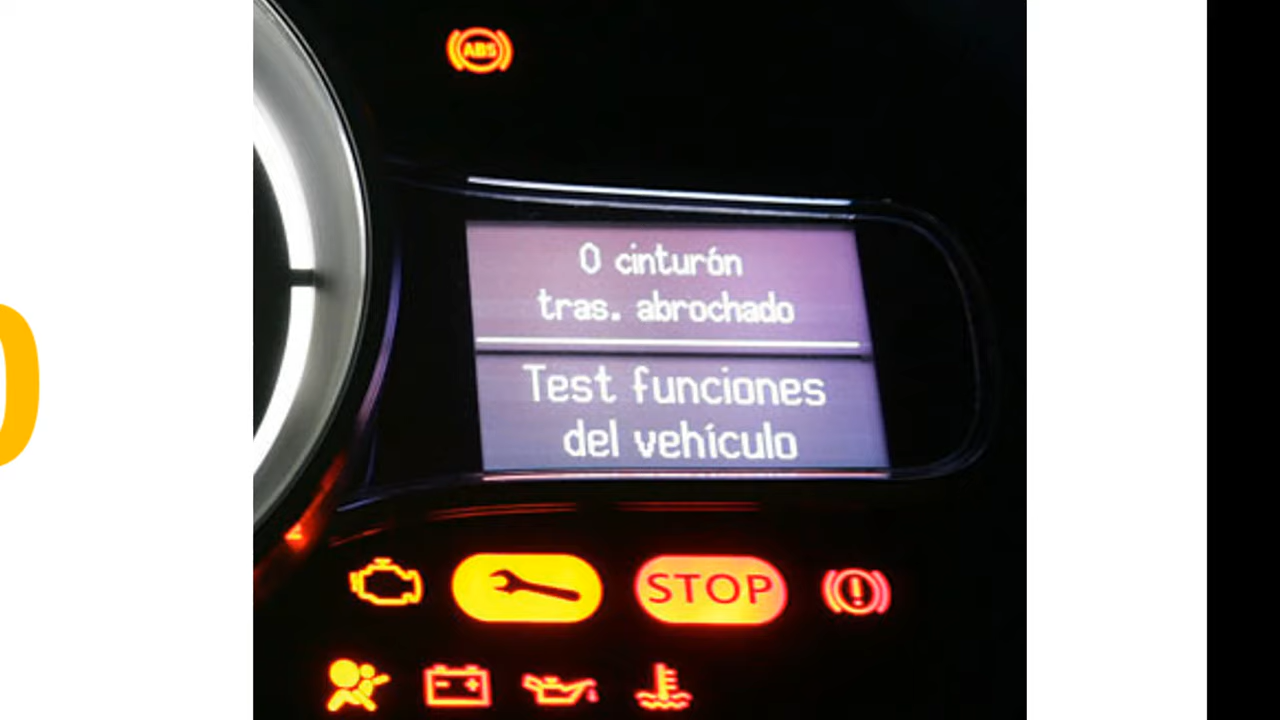 ABS
0 cinturón
tras. abrochado
Test funciones
del vehículo
STOP